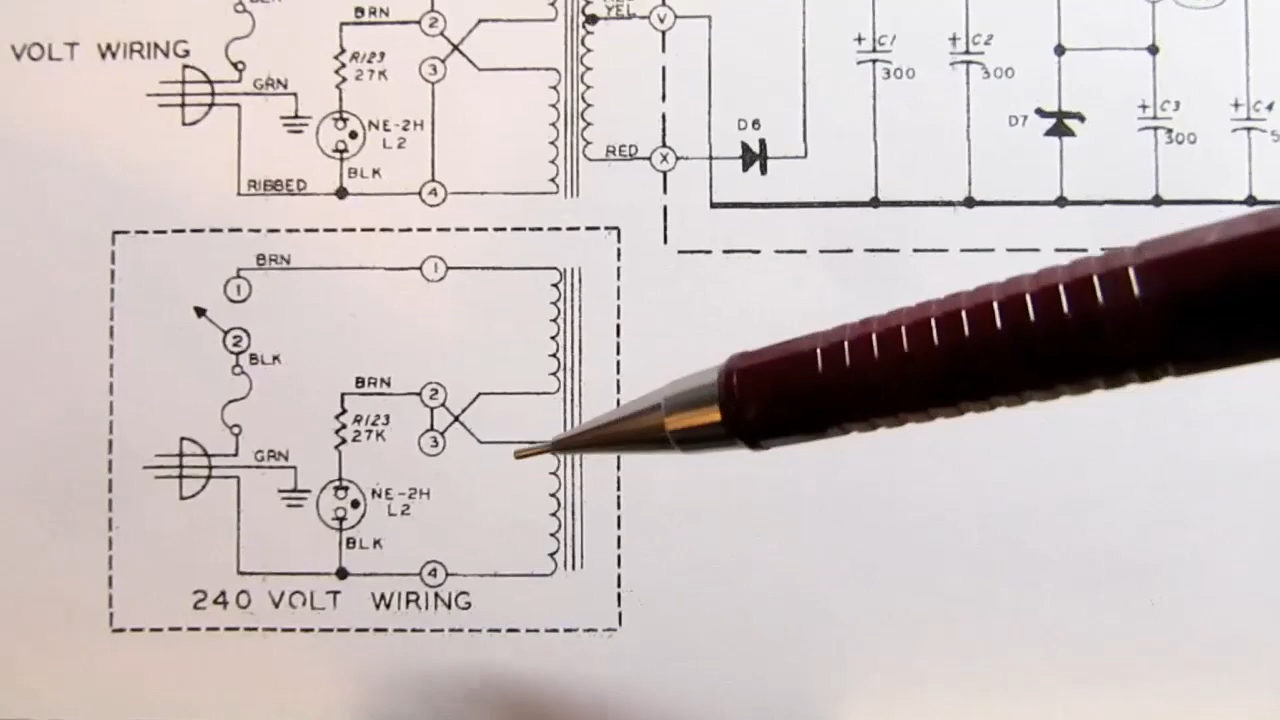 BRN
2
YEL
V
VOLT WIRING
R123
27K
3
+ C1
300
+ C2
300
GRN
NE-2H
L2
D6
D7
+ C3
300
+ C4
RED
X
BLK
RIBBED
4
BRN
1
1
2
BLK
BRN
2
R123
27K
3
GRN
NE-2H
L2
BLK
4
240 VOLT WIRING